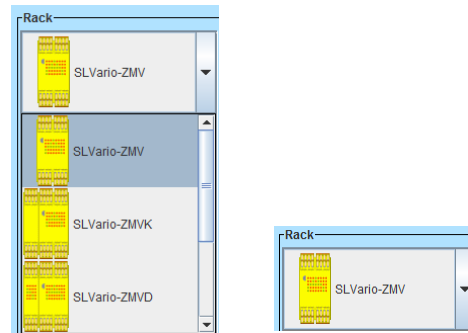 Rack
SLVario-ZMV
SLVario-ZMV
SLVario-ZMVK
SLVario-ZMVD
Rack
SLVario-ZMV